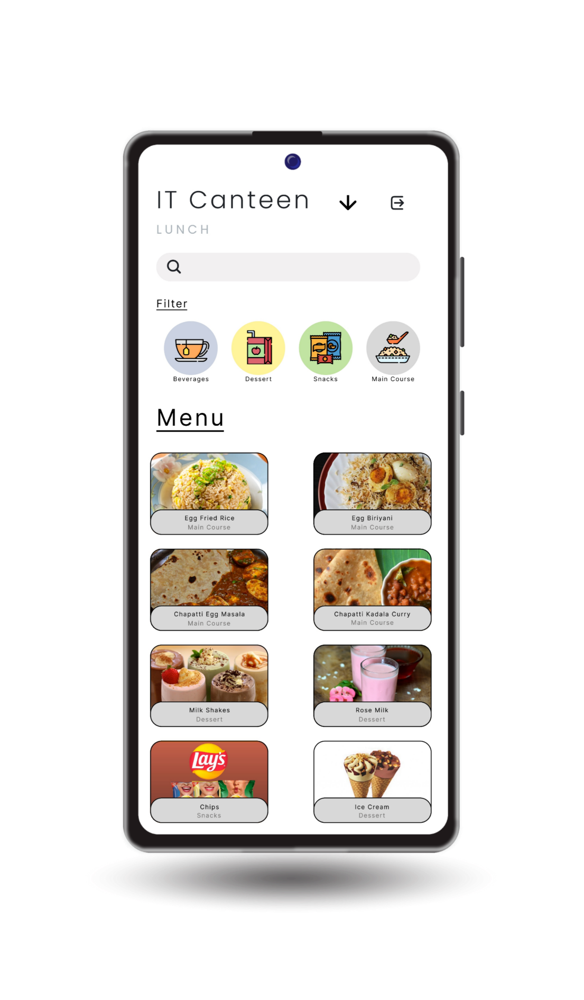 IT Canteen
LUNCH
Filter
Beverages
Dessert
Snacks
Main Course
Menu
Egg Fried Rice
Main Course
Egg Biriyani
Main Course
Chapatti Egg Masala
Main Course
Chapatti Kadala Curry
Main Course
Milk Shakes
Dessert
Rose Milk
Dessert
Lay's
Chips
Snacks
Ice Cream
Dessert